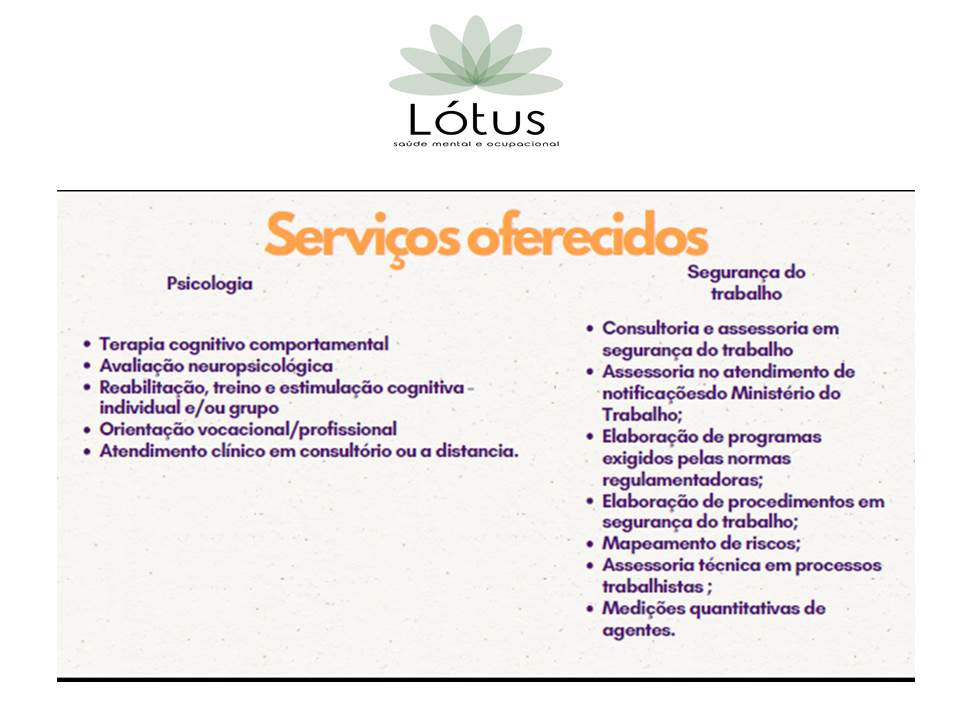 Lótus
saúde mental e ocupacional
Serviços oferecidos
Psicologia
• Terapia cognitivo comportamental
• Avaliação neuropsicológica
• Reabilitação, treino e estimulação cognitiva -
individual e/ou grupo
• Orientação vocacional/profissional
• Atendimento clínico em consultório ou a distancia.
Segurança do
trabalho
• Consultoria e assessoria em
segurança do trabalho
• Assessoria no atendimento de
notificaçõesdo Ministério do
Trabalho;
• Elaboração de programas
exigidos pelas normas
regulamentadoras;
• Elaboração de procedimentos em
segurança do trabalho;
• Mapeamento de riscos;
• Assessoria técnica em processos
trabalhistas ;
• Medições quantitativas de
agentes.